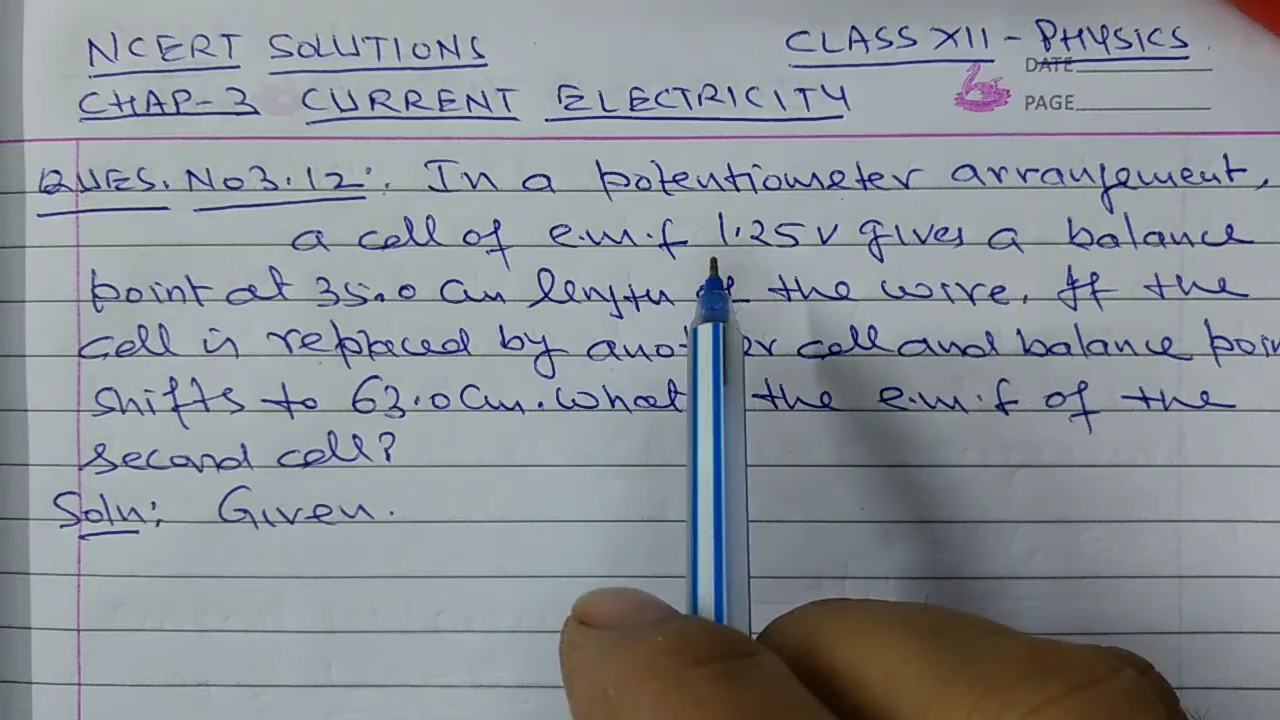 NCERT SOLUTIONS CLASS XII - PHYSICS
DATE
CHAP-3 CURRENT ELECTRICITY
PAGE
QUES. No 3.12: In a potentiometer arrangement,
a cell of e.m.f 1.25 v gives a balance
point at 35.0 cm length the wire. If the
cell is replaced by cell and balance
shifts to 63.0 cm. what the e.m.f of the
second cell?
Soln: Given.